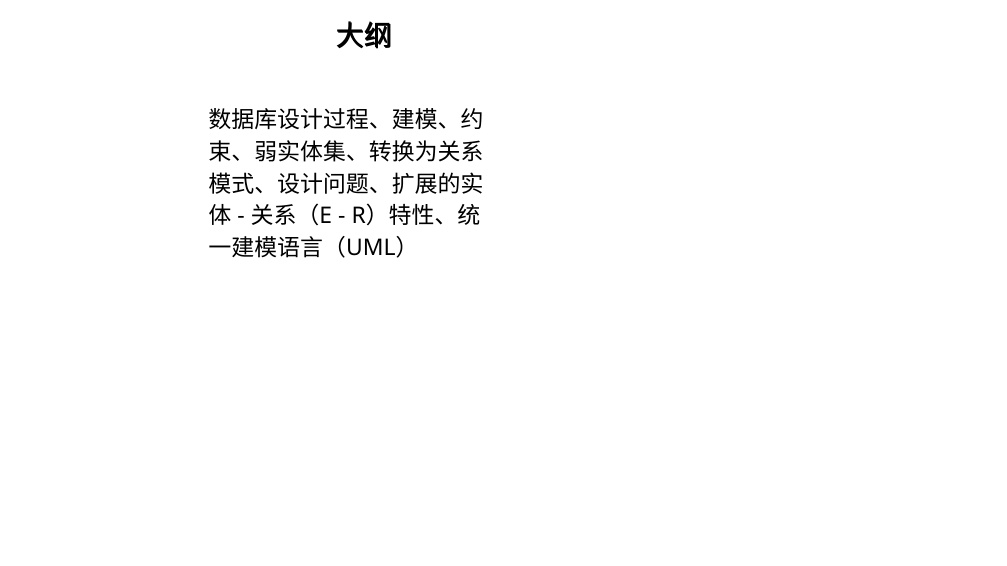 大纲
数据库设计过程、建模、约
束、弱实体集、转换为关系
模式、设计问题、扩展的实
体 - 关系（E - R）特性、统
一建模语言（UML）